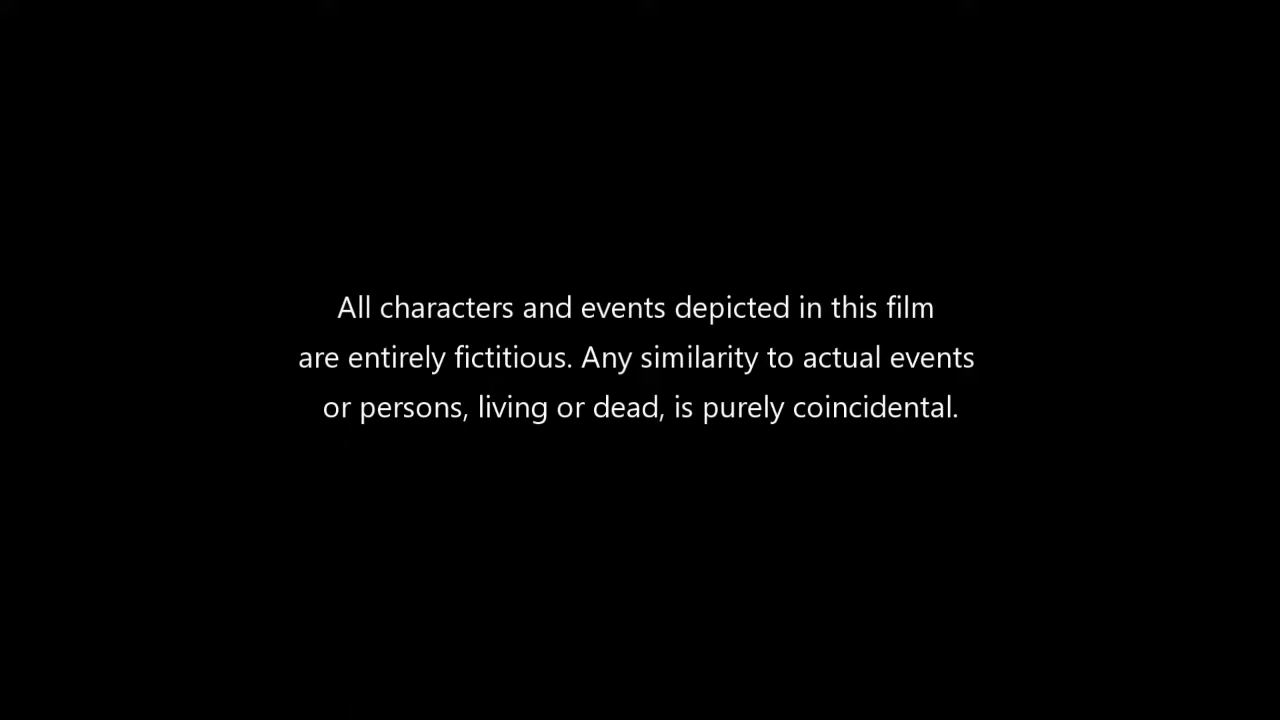 All characters and events depicted in this film
are entirely fictitious. Any similarity to actual events
or persons, living or dead, is purely coincidental.